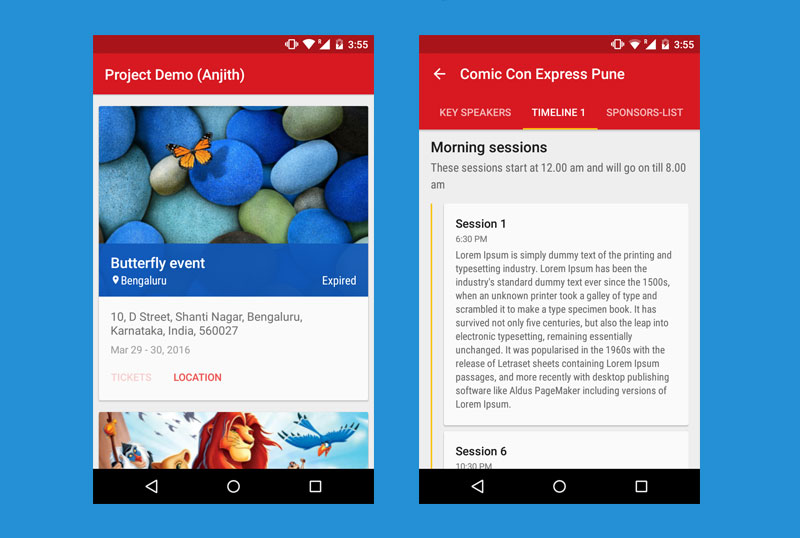 R
3:55
Project Demo (Anjith)
Butterfly event
Bengaluru
Expired
10, D Street, Shanti Nagar, Bengaluru,
Karnataka, India, 560027
Mar 29 - 30, 2016
TICKETS
LOCATION
R
3:55
Comic Con Express Pune
KEY SPEAKERS
TIMELINE 1
SPONSORS-LIST
Morning sessions
These sessions start at 12.00 am and will go on till 8.00
am
Session 1
6:30 PM
Lorem Ipsum is simply dummy text of the printing and
typesetting industry. Lorem Ipsum has been the
industry's standard dummy text ever since the 1500s,
when an unknown printer took a galley of type and
scrambled it to make a type specimen book. It has
survived not only five centuries, but also the leap into
electronic typesetting, remaining essentially
unchanged. It was popularised in the 1960s with the
release of Letraset sheets containing Lorem Ipsum
passages, and more recently with desktop publishing
software like Aldus PageMaker including versions of
Lorem Ipsum.
Session 6
10:30 PM